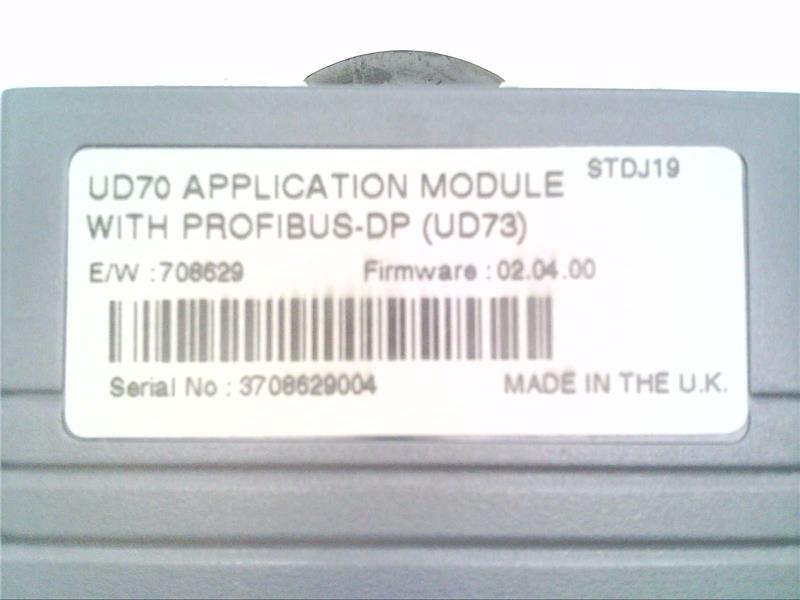 UD70 APPLICATION MODULE STDJ19
WITH PROFIBUS-DP (UD73)
E/W : 708629 Firmware : 02.04.00
Serial No : 3708629004 MADE IN THE U.K.